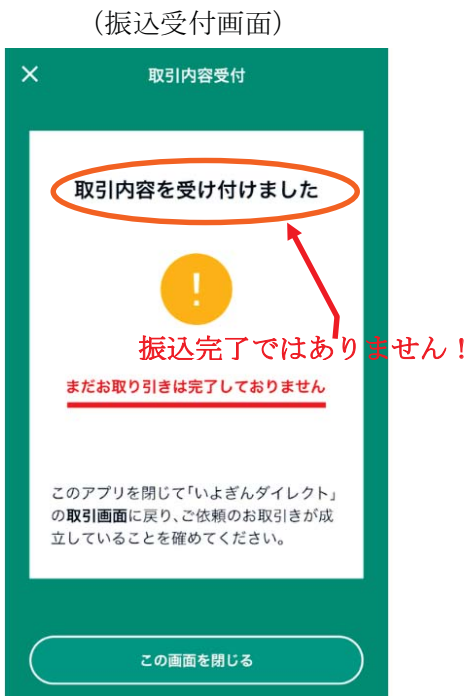 （振込受付画面）
× 取引内容受付
取引内容を受け付けました
!
振込完了ではありません！
まだお取り引きは完了しておりません
このアプリを閉じて「いよぎんダイレクト」
の取引画面に戻り、ご依頼のお取引きが成
立していることを確めてください。
この画面を閉じる